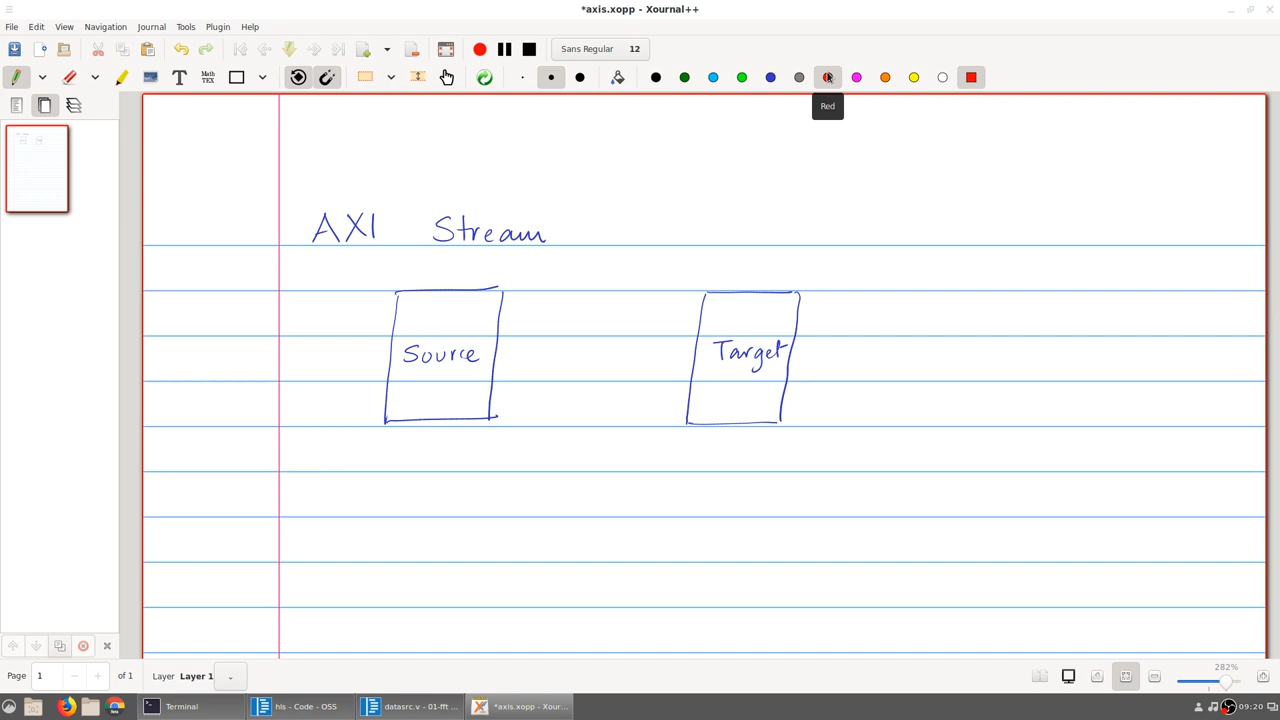 *axis.xopp - Xournal++
File Edit View Navigation Journal Tools Plugin Help
Sans Regular 12
T Math TEX
Red
AXI Stream
Source Target
Page 1 of 1 Layer Layer 1 282%
Terminal hls - Code - OSS datasrc.v - 01-fft ... *axis.xopp - Xour... 09:20